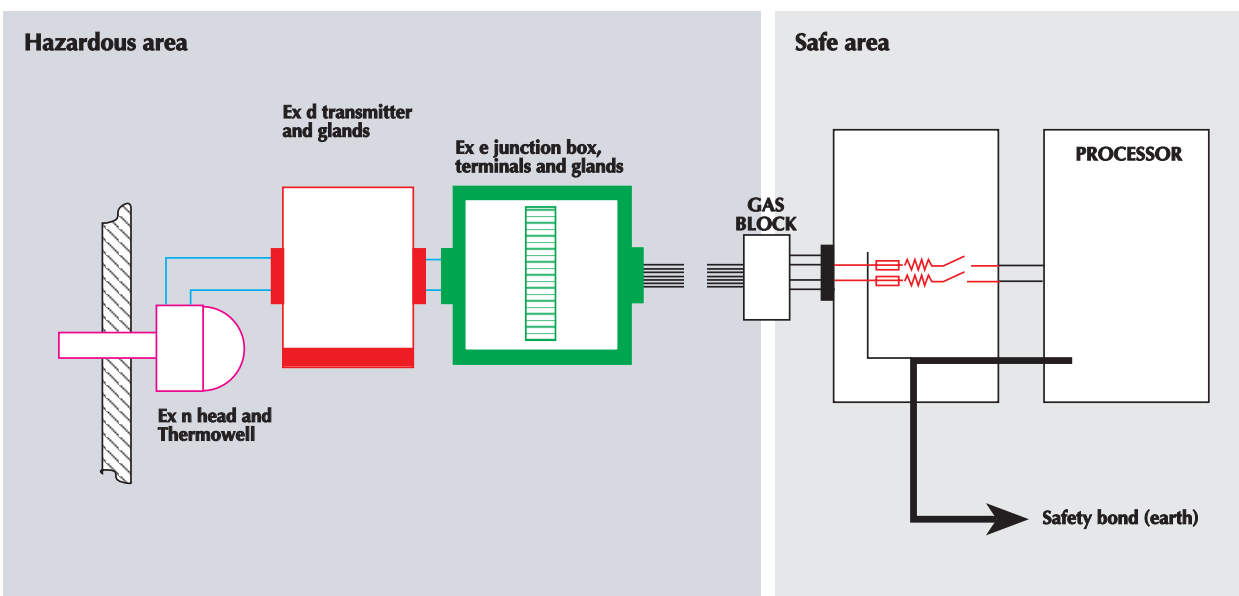 Hazardous area
Safe area
Ex d transmitter
and glands
Ex e junction box,
terminals and glands
PROCESSOR
GAS
BLOCK
Ex n head and
Thermowell
Safety bond (earth)